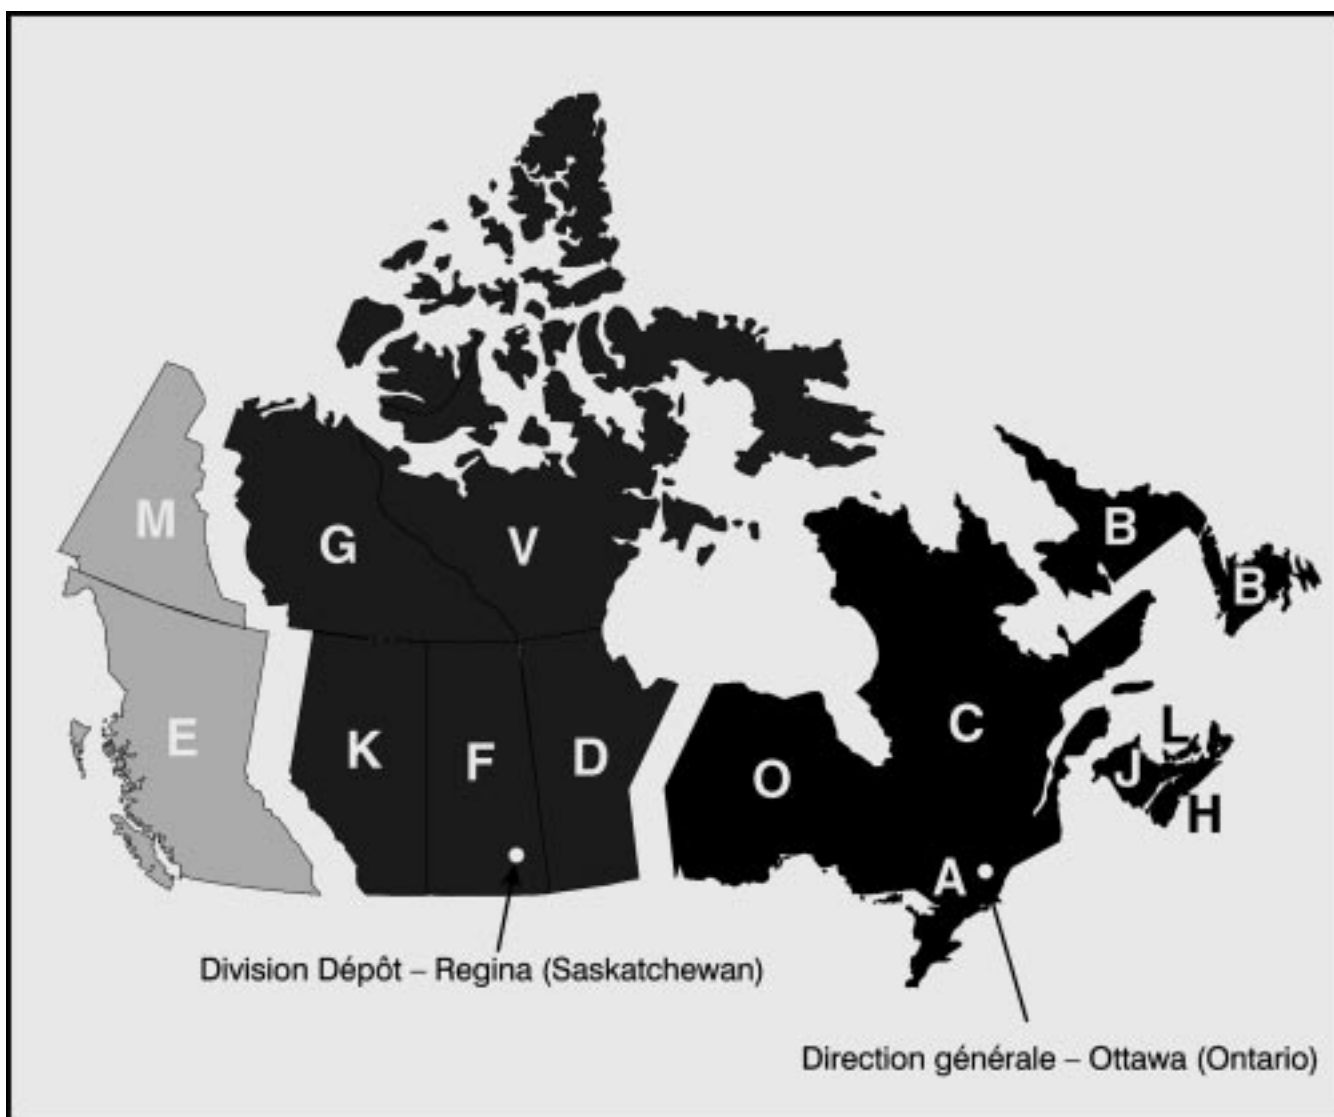 M
G
V
B
B
E
K
F
D
O
C
L
J
H
A
Division Dépôt – Regina (Saskatchewan)
Direction générale – Ottawa (Ontario)